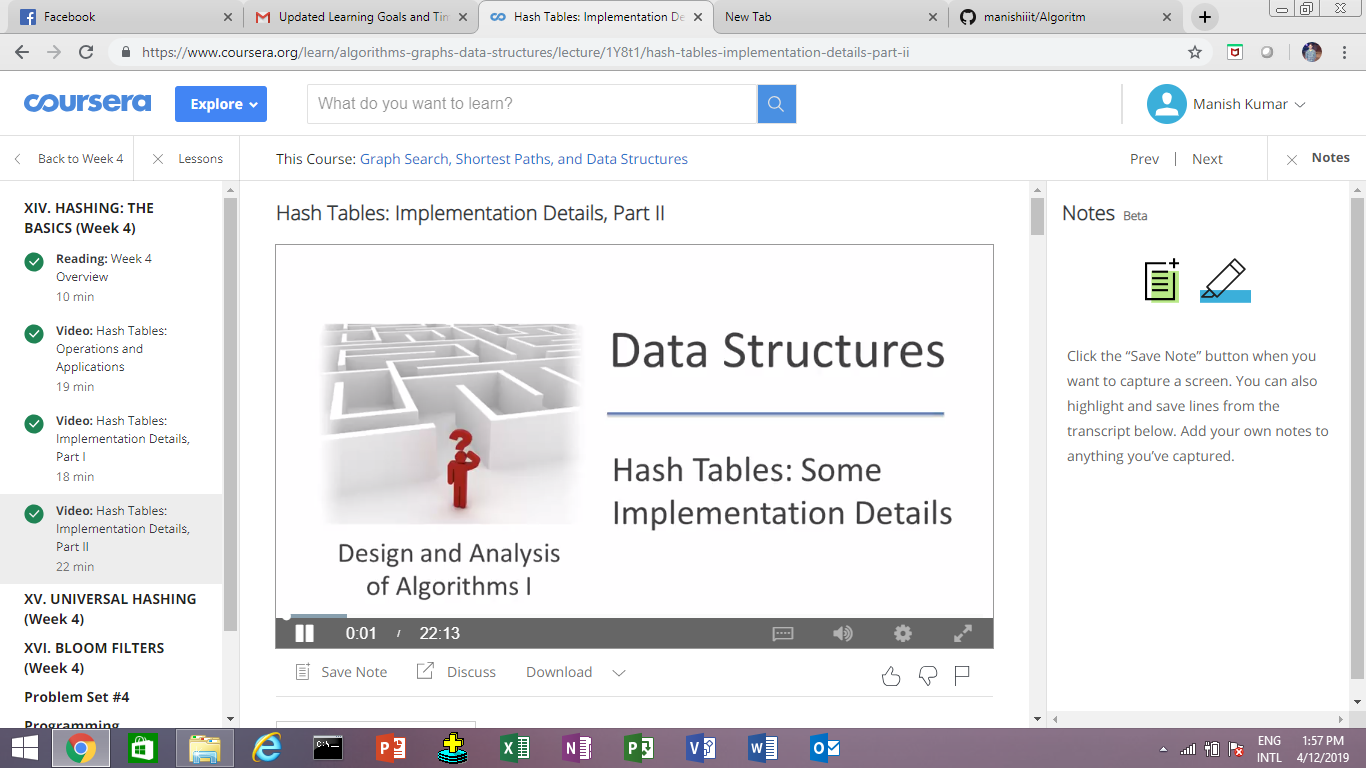 Facebook
Updated Learning Goals and Tim
Hash Tables: Implementation De
New Tab
manishiiit/Algoritm
https://www.coursera.org/learn/algorithms-graphs-data-structures/lecture/1Y8t1/hash-tables-implementation-details-part-ii
coursera
Explore
What do you want to learn?
Manish Kumar
Back to Week 4
Lessons
This Course: Graph Search, Shortest Paths, and Data Structures
Prev | Next
Notes
XIV. HASHING: THE
BASICS (Week 4)
Reading: Week 4
Overview
10 min
Video: Hash Tables:
Operations and
Applications
19 min
Video: Hash Tables:
Implementation Details,
Part I
18 min
Video: Hash Tables:
Implementation Details,
Part II
22 min
XV. UNIVERSAL HASHING
(Week 4)
XVI. BLOOM FILTERS
(Week 4)
Problem Set #4
Programming
Hash Tables: Implementation Details, Part II
?
Design and Analysis
of Algorithms I
Data Structures
Hash Tables: Some
Implementation Details
0:01 / 22:13
Save Note
Discuss
Download
Notes Beta
Click the “Save Note” button when you
want to capture a screen. You can also
highlight and save lines from the
transcript below. Add your own notes to
anything you’ve captured.
ENG
INTL
1:57 PM
4/12/2019